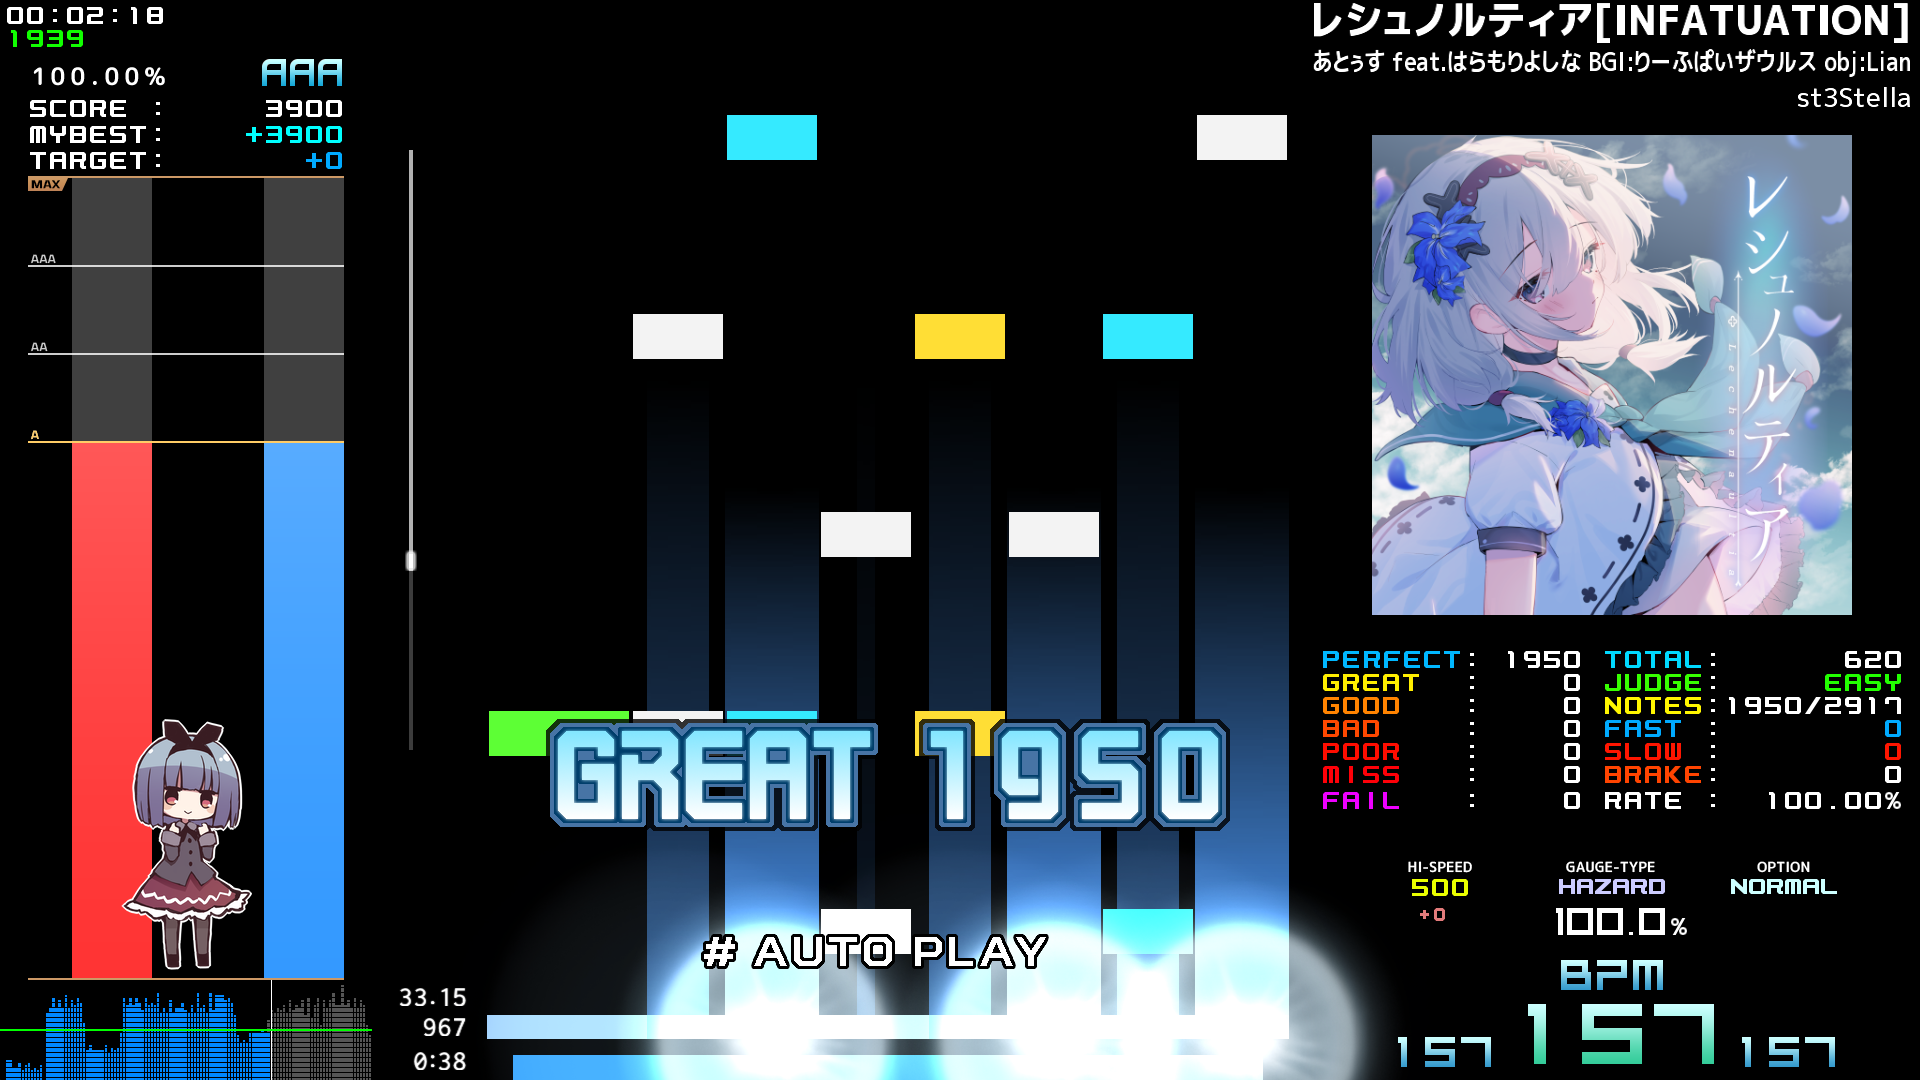 00:02:18
1939
100.00% AAA
SCORE : 3900
MYBEST: +3900
TARGET: +0
MAX
AAA
AA
A
33.15
967
0:38
GREAT 1950
# AUTO PLAY
レシュノルティア[INFATUATION]
あとぅす feat.はらもりよしな BGI:りーふぱいザウルス obj:Lian
st3Stella
レシュノルティア
PERFECT: 1950 TOTAL: 620
GREAT : 0 JUDGE: EASY
GOOD : 0 NOTES: 1950/2917
BAD : 0 FAST : 0
POOR : 0 SLOW : 0
MISS : 0 BRAKE: 0
FAIL : 0 RATE : 100.00%
HI-SPEED GAUGE-TYPE OPTION
500 HAZARD NORMAL
+0 100.0%
BPM
157 157 157